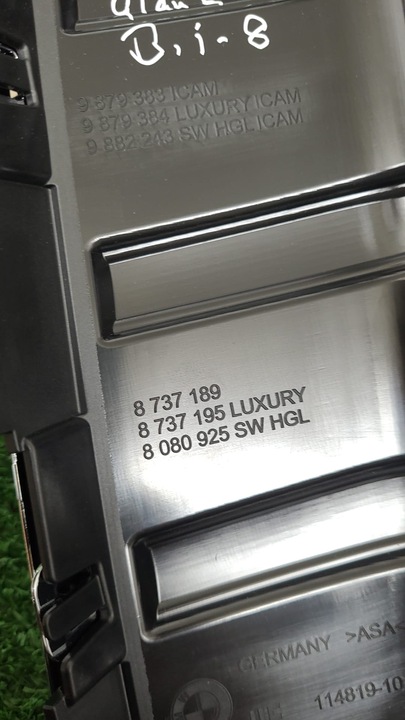 B.i-8
9 879 383 ICAM
9 879 384 LUXURY ICAM
9 882 243 SW HGL ICAM
8 737 189
8 737 195 LUXURY
8 080 925 SW HGL
GERMANY >ASA<
114819-10